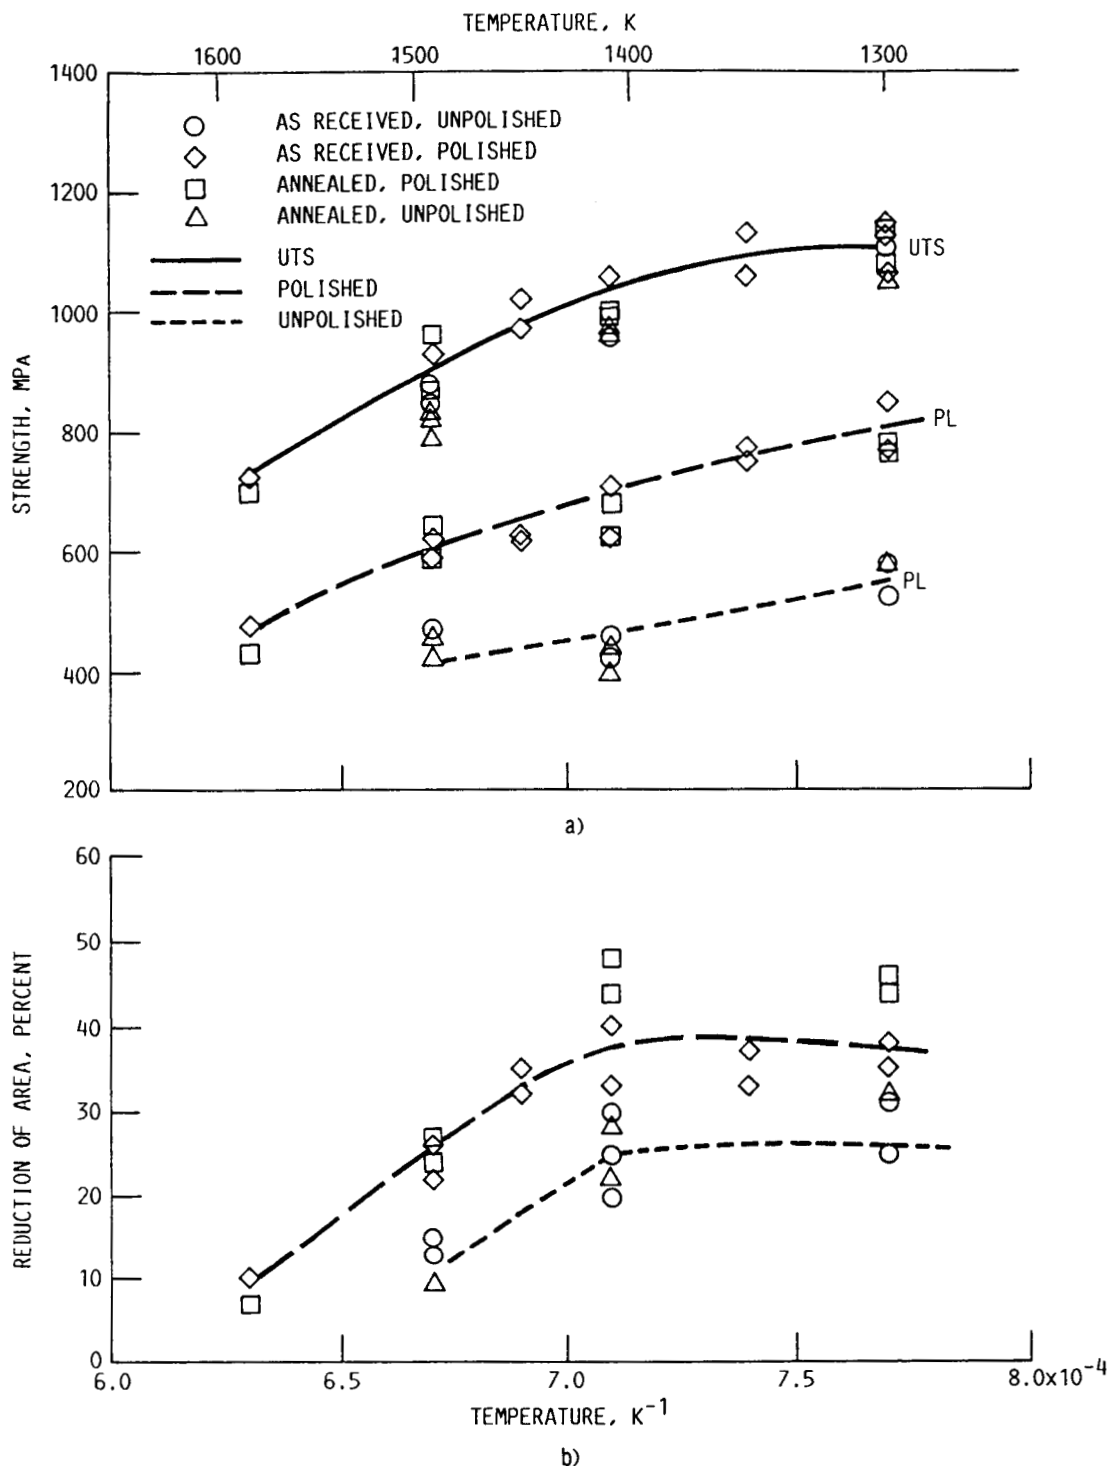 TEMPERATURE, K
1600 1500 1400 1300
1400
AS RECEIVED, UNPOLISHED
AS RECEIVED, POLISHED
1200
ANNEALED, POLISHED
ANNEALED, UNPOLISHED
UTS
UTS
POLISHED
1000
UNPOLISHED
STRENGTH, MPA
800
PL
600
PL
400
200
a)
60
50
40
REDUCTION OF AREA, PERCENT
30
20
10
0
6.0 6.5 7.0 7.5 8.0x10⁻⁴
TEMPERATURE, K⁻¹
b)